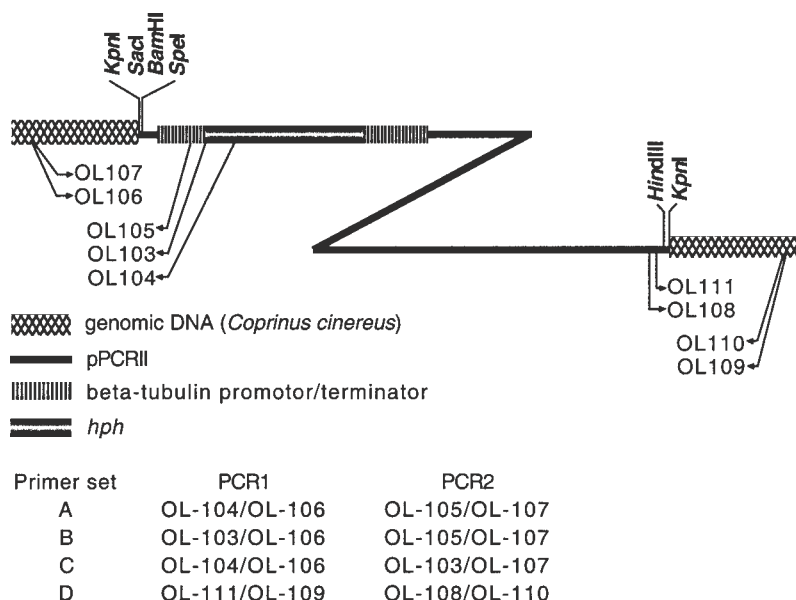 KpnI
SacI
BamHI
SpeI
OL107
OL106
OL105
OL103
OL104
HindIII
KpnI
OL111
OL108
OL110
OL109
genomic DNA (Coprinus cinereus)
pPCRII
beta-tubulin promotor/terminator
hph
Primer set PCR1 PCR2
A OL-104/OL-106 OL-105/OL-107
B OL-103/OL-106 OL-105/OL-107
C OL-104/OL-106 OL-103/OL-107
D OL-111/OL-109 OL-108/OL-110